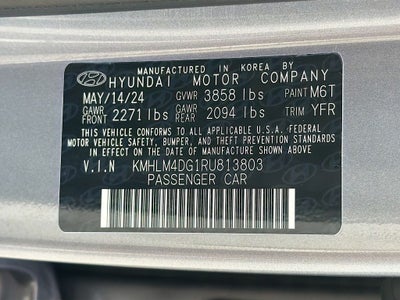 MANUFACTURED IN KOREA BY
HYUNDAI MOTOR COMPANY
MAY/14/24 GVWR 3858 lbs PAINT M6T
GAWR FRONT 2271 lbs GAWR REAR 2094 lbs TRIM YFR
THIS VEHICLE CONFORMS TO ALL APPLICABLE U.S.A. FEDERAL
MOTOR VEHICLE SAFETY, BUMPER, AND THEFT PREVENTION STANDARDS
IN EFFECT ON THE DATE OF MANUFACTURE SHOWN ABOVE.
V.I.N KMHLM4DG1RU813803
PASSENGER CAR